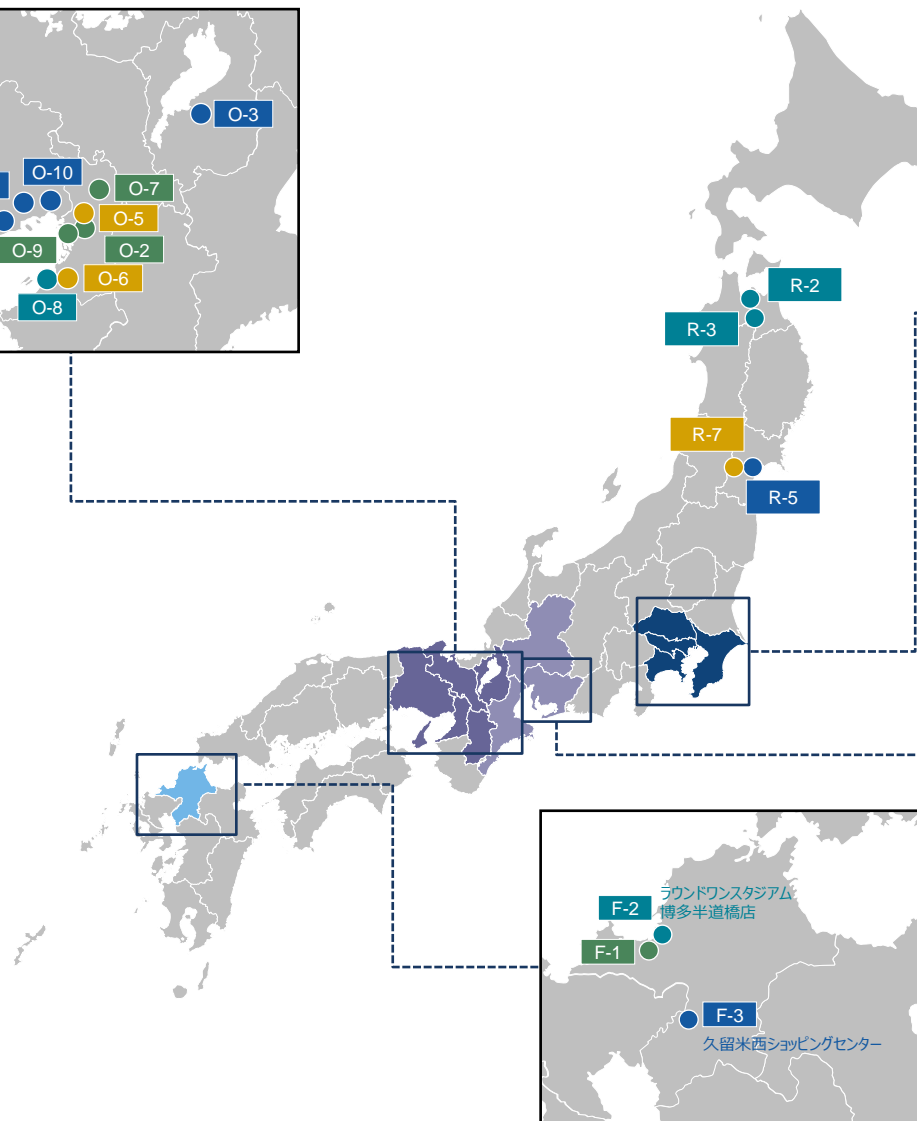 O-3
O-10
O-7
O-5
O-9
O-2
O-6
O-8
R-2
R-3
R-7
R-5
ラウンドワンスタジアム
F-2
博多半道橋店
F-1
F-3
久留米西ショッピングセンター